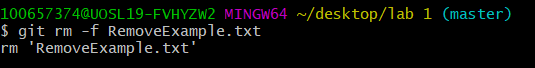 100657374@UOSL19-FVHYZW2 MINGW64 ~/desktop/lab 1 (master)
$ git rm -f RemoveExample.txt
rm 'RemoveExample.txt'